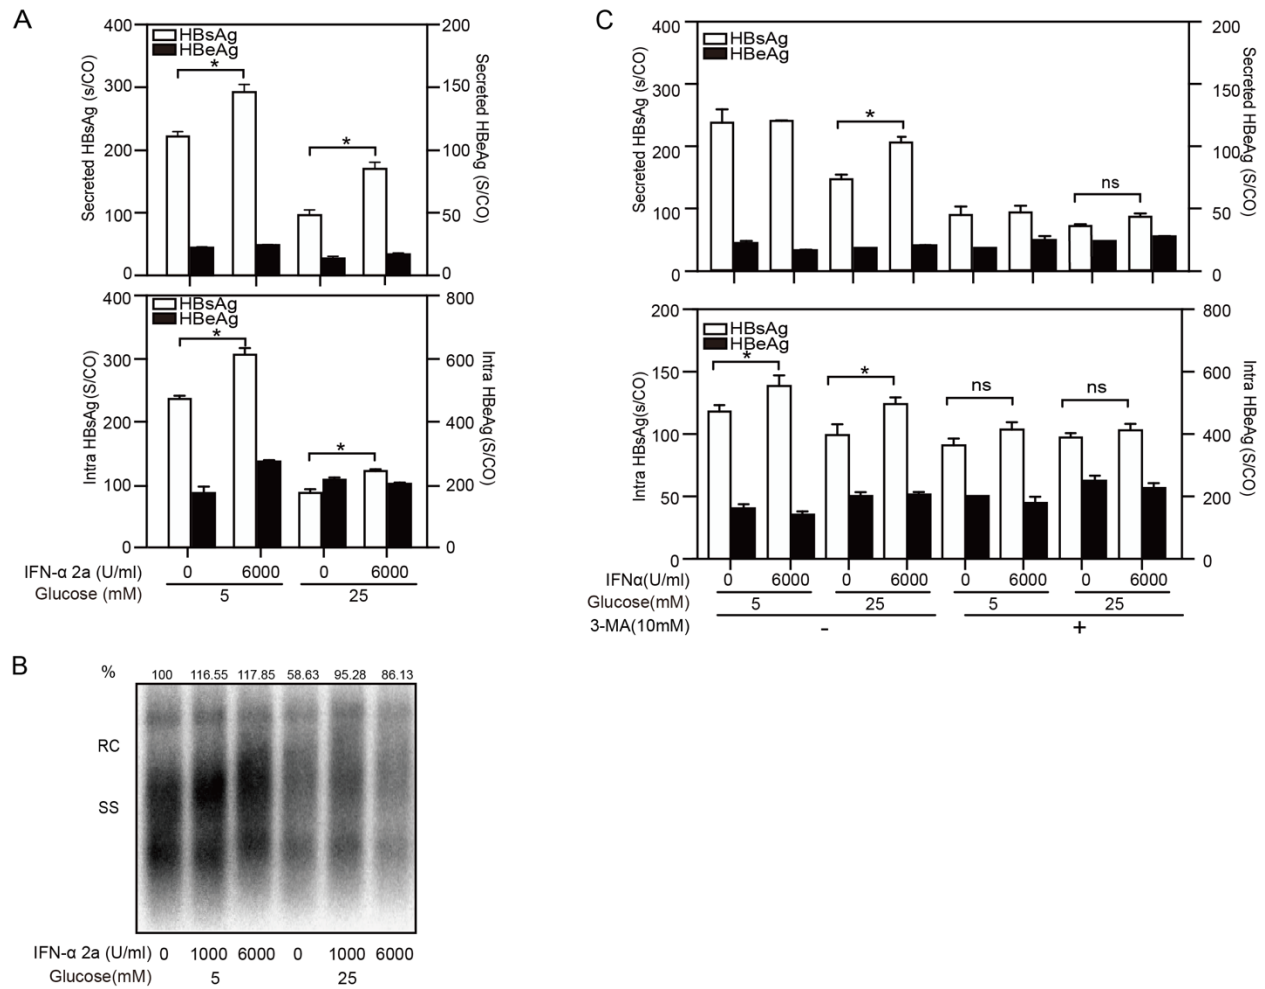 A
400
300
200
100
0
Secreted HBsAg (s/CO)
HBsAg
HBeAg
*
*
200
150
100
50
0
Secreted HBeAg (S/CO)
400
300
200
100
0
Intra HBsAg (S/CO)
HBsAg
HBeAg
*
*
800
600
400
200
0
Intra HBeAg (S/CO)
IFN-α 2a (U/ml) 0 6000 0 6000
Glucose (mM) 5 25
C
400
300
200
100
0
Secreted HBsAg (s/CO)
HBsAg
HBeAg
*
ns
200
150
100
50
0
Secreted HBeAg (S/CO)
200
150
100
50
0
Intra HBsAg(s/CO)
HBsAg
HBeAg
*
*
ns
ns
800
600
400
200
0
Intra HBeAg (S/CO)
IFNα(U/ml) 0 6000 0 6000 0 6000 0 6000
Glucose(mM) 5 25 5 25
3-MA(10mM) - +
B
% 100 116.55 117.85 58.63 95.28 86.13
RC
SS
IFN-α 2a (U/ml) 0 1000 6000 0 1000 6000
Glucose(mM) 5 25